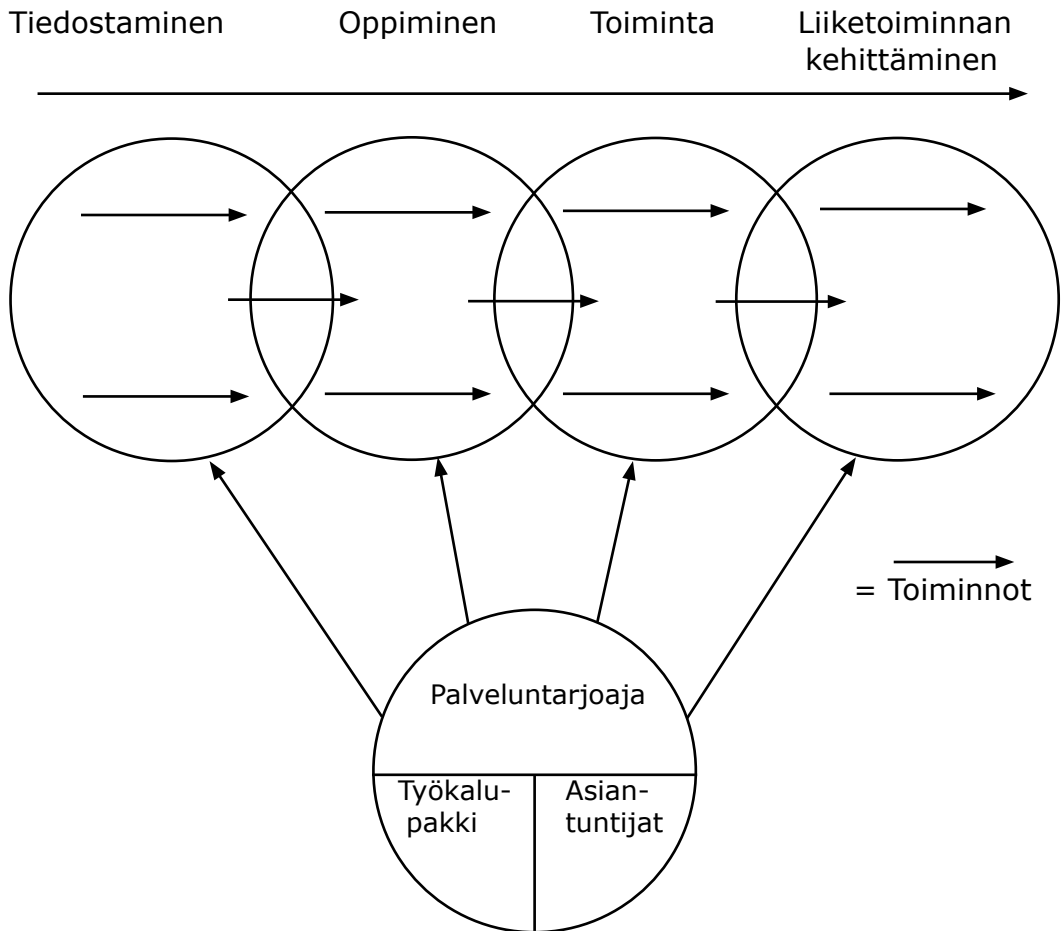 Tiedostaminen
Oppiminen
Toiminta
Liiketoiminnan
kehittäminen
= Toiminnot
Palveluntarjoaja
Työkalu-
pakki
Asian-
tuntijat